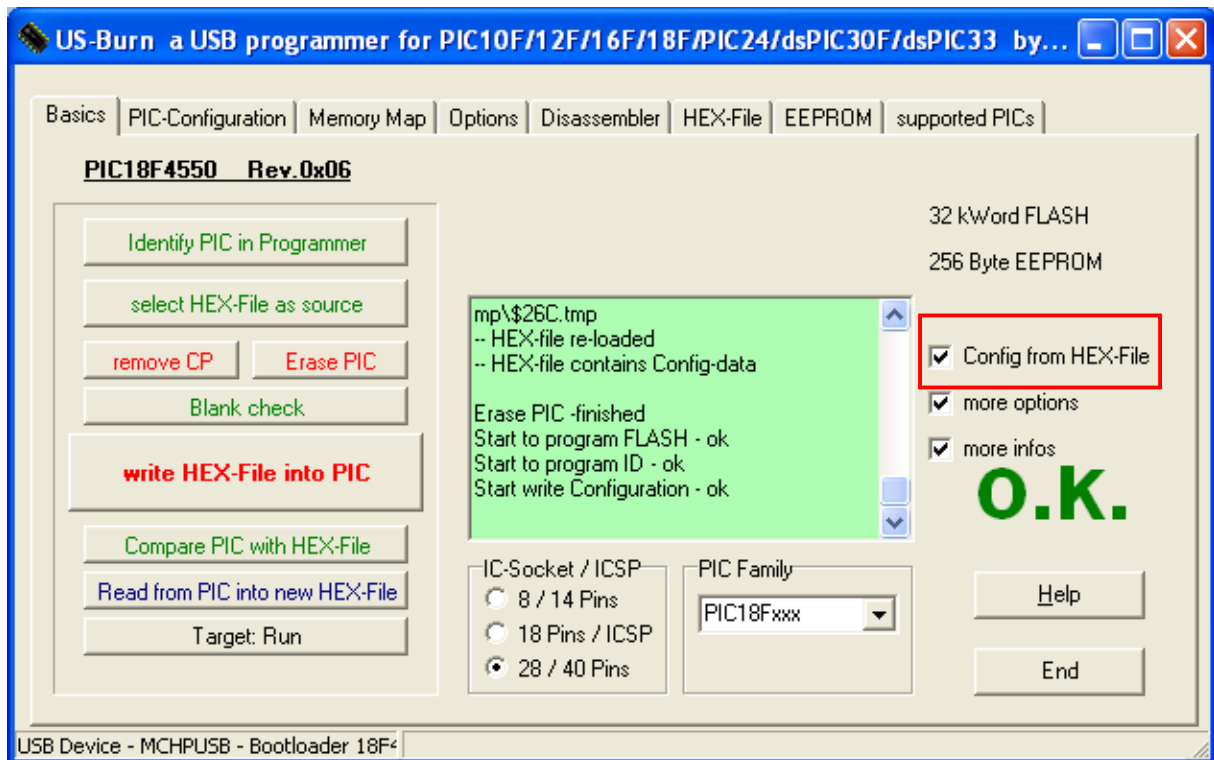 US-Burn a USB programmer for PIC10F/12F/16F/18F/PIC24/dsPIC30F/dsPIC33 by...
Basics PIC-Configuration Memory Map Options Disassembler HEX-File EEPROM supported PICs
PIC18F4550 Rev.0x06
Identify PIC in Programmer
select HEX-File as source
remove CP Erase PIC
Blank check
write HEX-File into PIC
Compare PIC with HEX-File
Read from PIC into new HEX-File
Target: Run
mp\$26C.tmp
-- HEX-file re-loaded
-- HEX-file contains Config-data
Erase PIC -finished
Start to program FLASH - ok
Start to program ID - ok
Start write Configuration - ok
IC-Socket / ICSP
8 / 14 Pins
18 Pins / ICSP
28 / 40 Pins
PIC Family
PIC18Fxxx
32 kWord FLASH
256 Byte EEPROM
Config from HEX-File
more options
more infos
o.k.
Help
End
USB Device - MCHPUSB - Bootloader 18F4